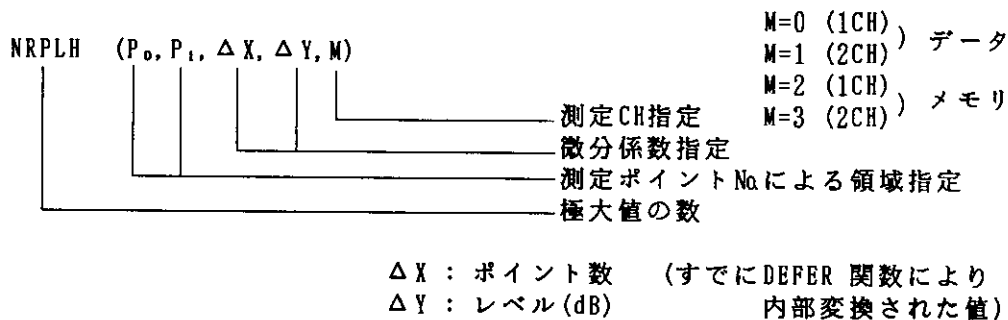 NRPLH (P₀, P₁, ΔX, ΔY, M)
M=0 (1CH)
M=1 (2CH) ) データ
M=2 (1CH)
M=3 (2CH) ) メモリ
測定CH指定
微分係数指定
測定ポイント№による領域指定
極大値の数
ΔX : ポイント数 (すでにDEFER 関数により
ΔY : レベル(dB) 内部変換された値)